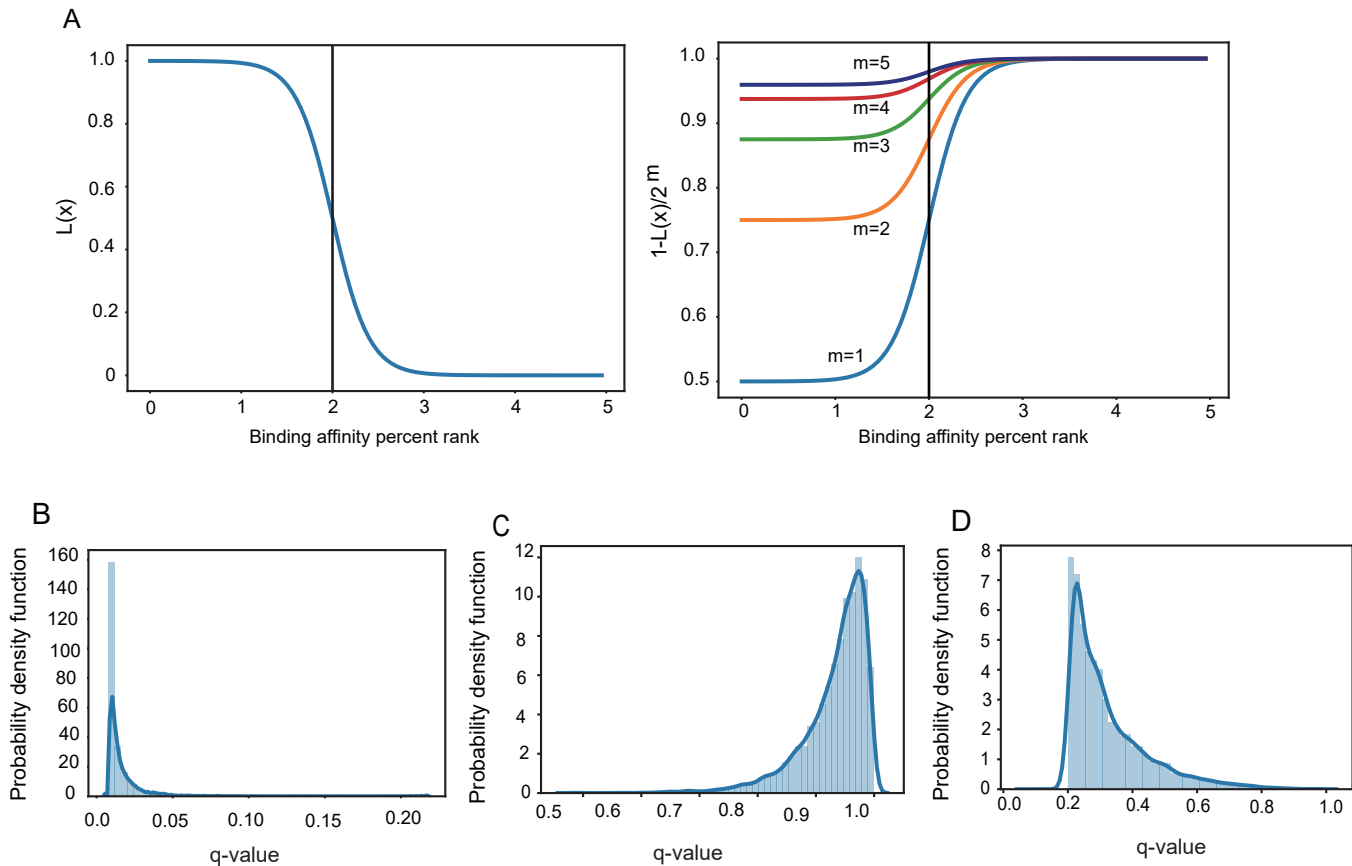 A
1.0
0.8
0.6
0.4
0.2
0
L(x)
0 1 2 3 4 5
Binding affinity percent rank
1.0
0.9
0.8
0.7
0.6
0.5
1-L(x)/2^m
m=5
m=4
m=3
m=2
m=1
0 1 2 3 4 5
Binding affinity percent rank
B
160
140
120
100
80
60
40
20
0
Probability density function
0.0 0.05 0.10 0.15 0.20
q-value
C
12
10
8
6
4
2
0
Probability density function
0.5 0.6 0.7 0.8 0.9 1.0
q-value
D
8
7
6
5
4
3
2
1
0
Probability density function
0.0 0.2 0.4 0.6 0.8 1.0
q-value